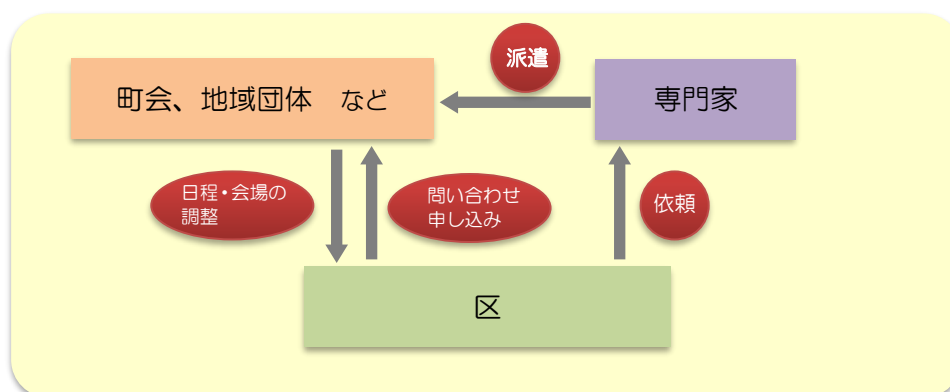 派遣
町会、地域団体　など
専門家
日程・会場の
調整
問い合わせ
申し込み
依頼
区